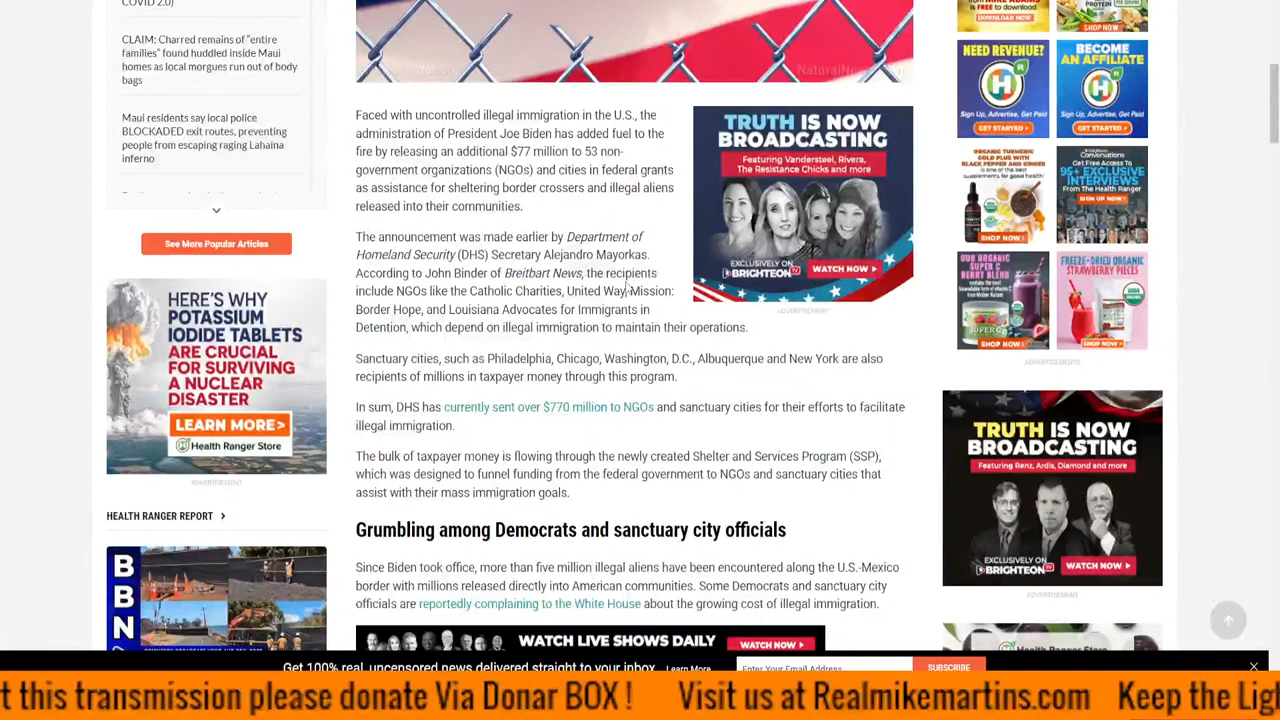 COVID 2.0)
CLAIM: Charred remains of "entire
families" found huddled inside Maui
homes as local morgues run out of body
bags
Maui residents say local police
BLOCKADED exit routes, preventing
people from escaping raging Lahaina
inferno
See More Popular Articles
HERE'S WHY
POTASSIUM
IODIDE TABLETS
ARE CRUCIAL
FOR SURVIVING
A NUCLEAR
DISASTER
LEARN MORE>
Health Ranger Store
ADVERTISEMENT
HEALTH RANGER REPORT
BBN
Faced with uncontrolled illegal immigration in the U.S., the
administration of President Joe Biden has added fuel to the
fire by releasing an additional $77 million to 53 non-
governmental organizations (NGOs) and cities in federal grants
as reward for sheltering border crossers and illegal aliens
released into their communities.
The announcement was made earlier by Department of
Homeland Security (DHS) Secretary Alejandro Mayorkas.
According to John Binder of Breitbart News, the recipients
include NGOs like the Catholic Charities, United Way, Mission:
Border Hope, and Louisiana Advocates for Immigrants in
Detention, which depend on illegal immigration to maintain their operations.
Sanctuary cities, such as Philadelphia, Chicago, Washington, D.C., Albuquerque and New York are also
recipients of millions in taxpayer money through this program.
In sum, DHS has currently sent over $770 million to NGOs and sanctuary cities for their efforts to facilitate
illegal immigration.
The bulk of taxpayer money is flowing through the newly created Shelter and Services Program (SSP),
which is designed to funnel funding from the federal government to NGOs and sanctuary cities that
assist with their mass immigration goals.
Grumbling among Democrats and sanctuary city officials
Since Biden took office, more than five million illegal aliens have been encountered along the U.S.-Mexico
border with millions released directly into American communities. Some Democrats and sanctuary city
officials are reportedly complaining to the White House about the growing cost of illegal immigration.
WATCH LIVE SHOWS DAILY
WATCH NOW
TRUTH IS NOW
BROADCASTING
Featuring Vandersteel, Rivera,
The Resistance Chicks and more
EXCLUSIVELY ON
BRIGHTEON TV
WATCH NOW
ADVERTISEMENT
MIKE ADAMS
is FREE to download
DOWNLOAD NOW
PROTEIN
SHOP NOW
NEED REVENUE?
Sign Up, Advertise, Get Paid
GET STARTED
BECOME
AN AFFILIATE
Sign Up, Advertise, Get Paid
GET STARTED
ORGANIC TURMERIC
GOLD PLUS WITH
BLACK PEPPER AND GINGER
SHOP NOW
Conversations
Get Free Access To
95+ EXCLUSIVE
INTERVIEWS
From The Health Ranger
SIGN UP NOW
OUR ORGANIC
SUPER C
BERRY BLEND
SUPER C
SHOP NOW
FREEZE-DRIED ORGANIC
STRAWBERRY PIECES
SHOP NOW
ADVERTISEMENTS
TRUTH IS NOW
BROADCASTING
Featuring Renz, Ardis, Diamond and more
EXCLUSIVELY ON
BRIGHTEON TV
WATCH NOW
ADVERTISEMENT
Health Ranger Store
Get 100% real, uncensored news delivered straight to your inbox
Learn More
Enter Your Email Address
SUBSCRIBE
t this transmission please donate Via Donar BOX ! Visit us at Realmikemartins.com Keep the Lig